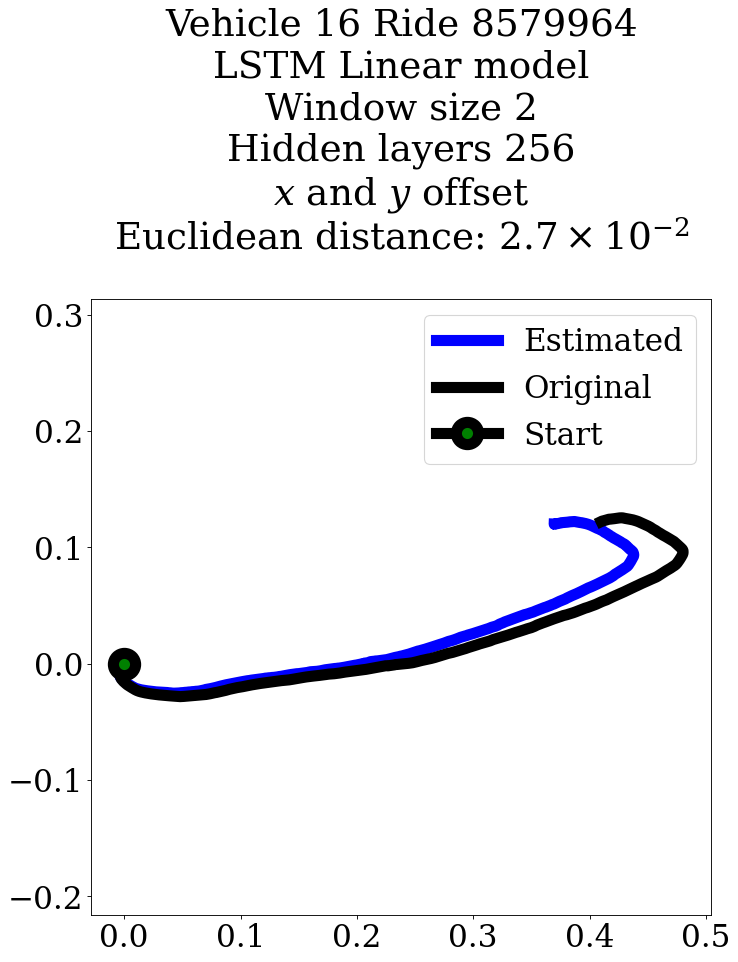 Vehicle 16 Ride 8579964
LSTM Linear model
Window size 2
Hidden layers 256
x and y offset
Euclidean distance: 2.7 × 10⁻²
0.3
0.2
0.1
0.0
−0.1
−0.2
Estimated
Original
Start
0.0 0.1 0.2 0.3 0.4 0.5